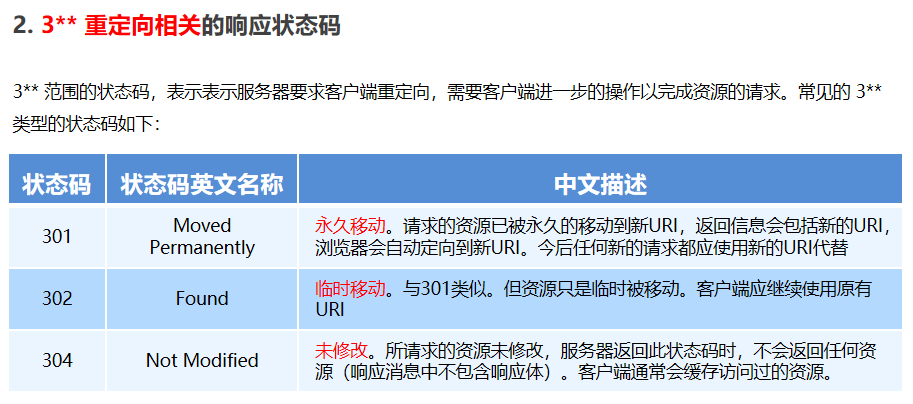 2. 3** 重定向相关的响应状态码
3** 范围的状态码，表示表示服务器要求客户端重定向，需要客户端进一步的操作以完成资源的请求。常见的 3**
类型的状态码如下：
状态码 状态码英文名称 中文描述
301
Moved
Permanently
永久移动。请求的资源已被永久的移动到新URI，返回信息会包括新的URI，
浏览器会自动定向到新URI。今后任何新的请求都应使用新的URI代替
302
Found
临时移动。与301类似。但资源只是临时被移动。客户端应继续使用原有
URI
304
Not Modified
未修改。所请求的资源未修改，服务器返回此状态码时，不会返回任何资
源（响应消息中不包含响应体）。客户端通常会缓存访问过的资源。